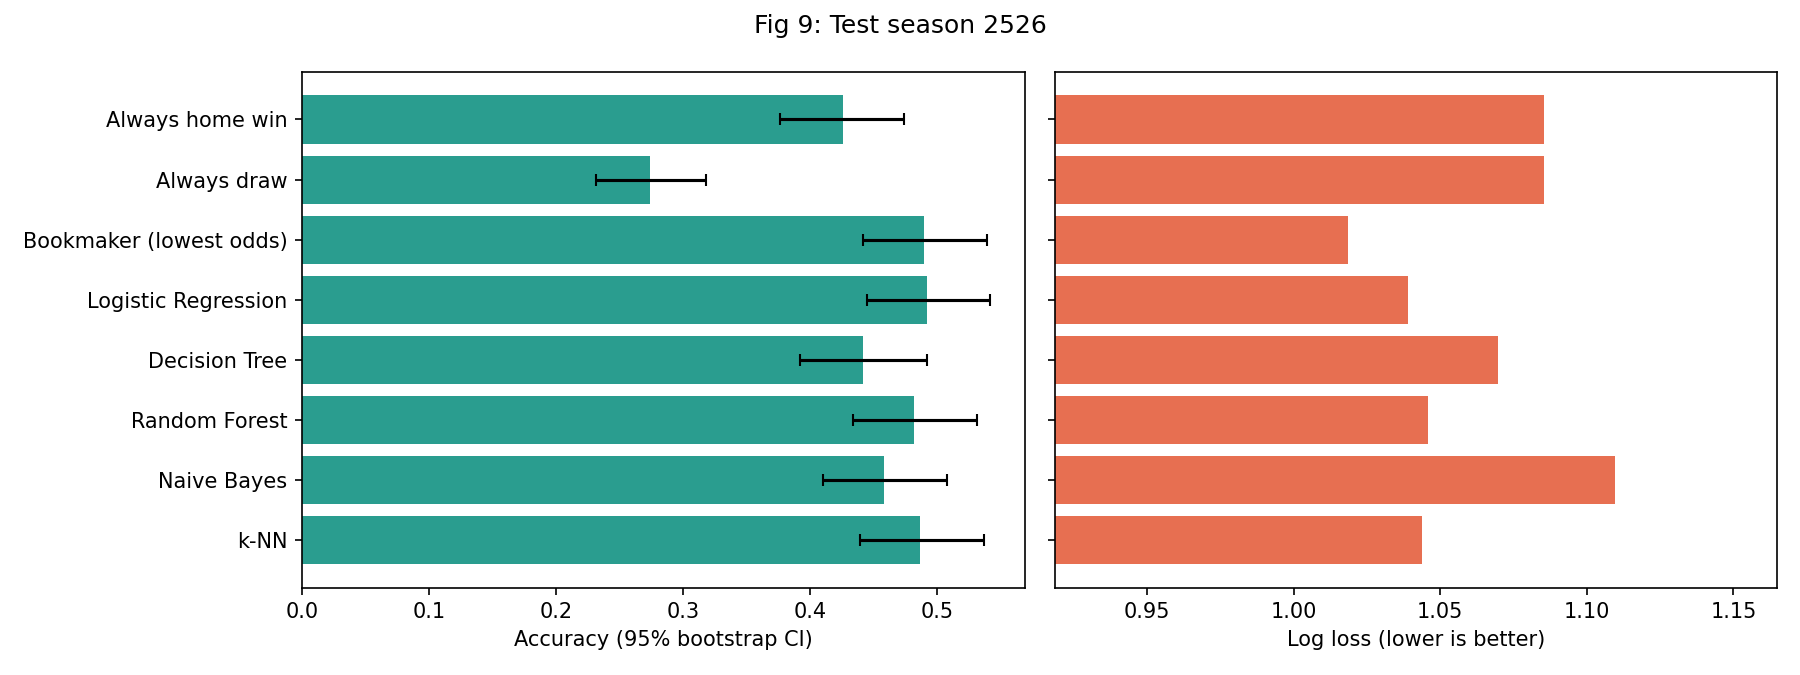 Fig 9: Test season 2526
Always home win
Always draw
Bookmaker (lowest odds)
Logistic Regression
Decision Tree
Random Forest
Naive Bayes
k-NN
0.0 0.1 0.2 0.3 0.4 0.5
Accuracy (95% bootstrap CI)
0.95 1.00 1.05 1.10 1.15
Log loss (lower is better)